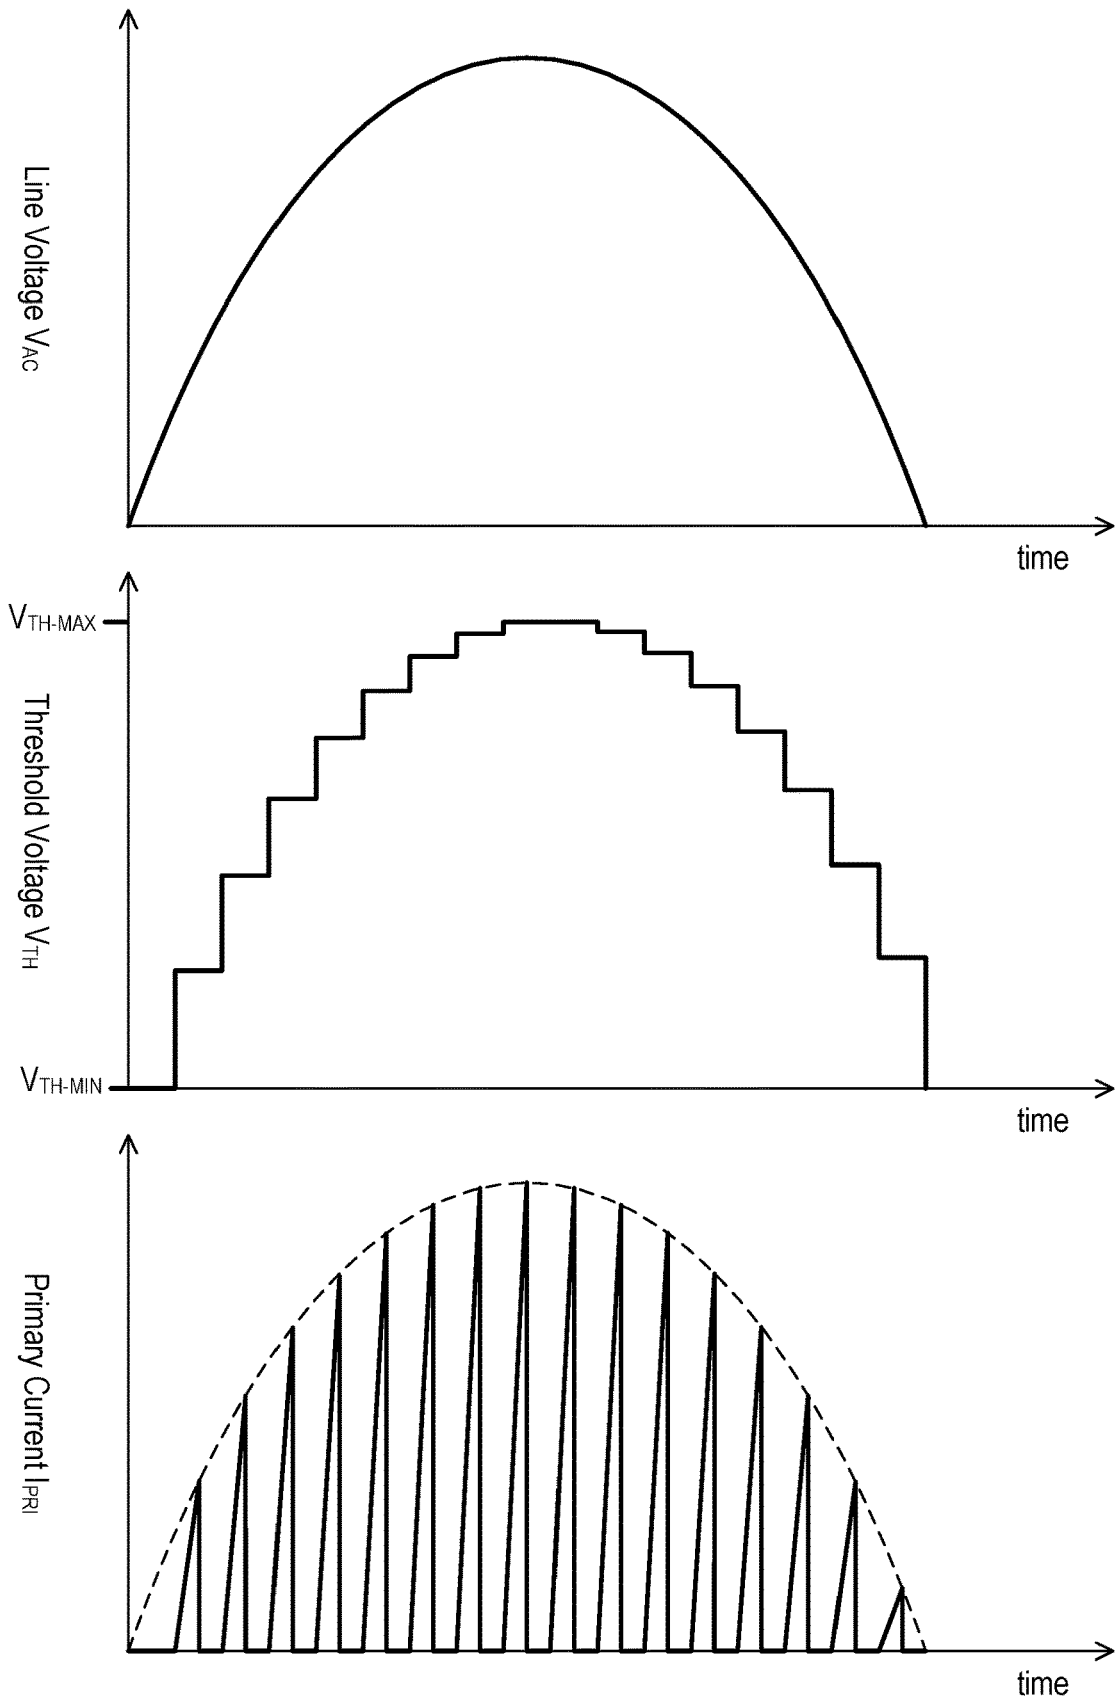 Line Voltage VAC
time
VTH-MAX
Threshold Voltage VTH
VTH-MIN
time
Primary Current IPRI
time